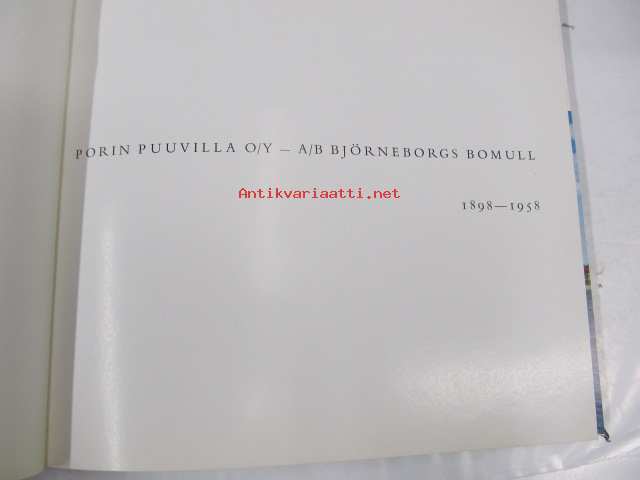 PORIN PUUVILLA O/Y — A/B BJÖRNEBORGS BOMULL
Antikvariaatti.net
1898—1958